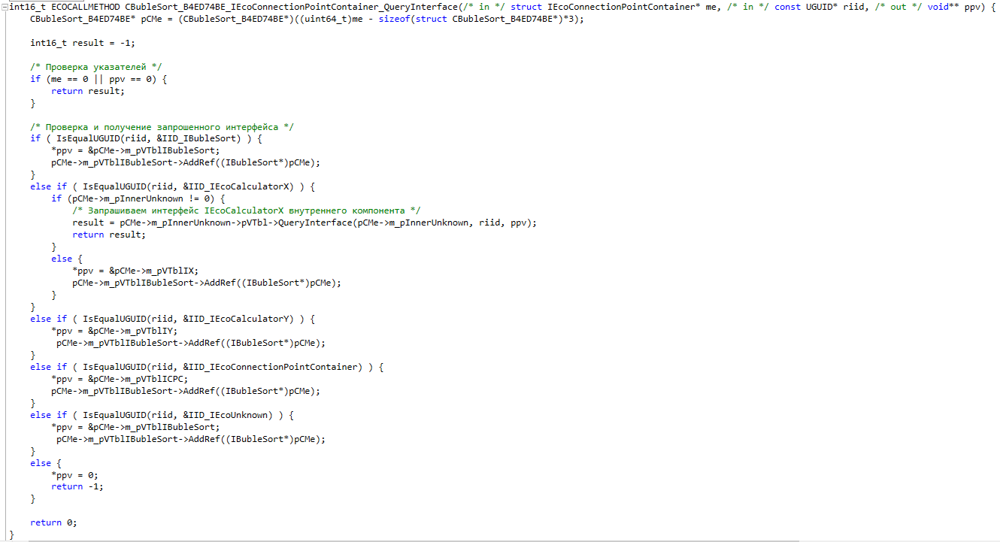 int16_t ECOCALLMETHOD CBubleSort_B4ED74BE_IEcoConnectionPointContainer_QueryInterface(/* in */ struct IEcoConnectionPointContainer* me, /* in */ const UGUID* riid, /* out */ void** ppv) {
    CBubleSort_B4ED74BE* pCMe = (CBubleSort_B4ED74BE*)((uint64_t)me - sizeof(struct CBubleSort_B4ED74BE*)*3);

    int16_t result = -1;

    /* Проверка указателей */
    if (me == 0 || ppv == 0) {
        return result;
    }

    /* Проверка и получение запрошенного интерфейса */
    if ( IsEqualUGUID(riid, &IID_IBubleSort) ) {
        *ppv = &pCMe->m_pVTblIBubleSort;
        pCMe->m_pVTblIBubleSort->AddRef((IBubleSort*)pCMe);
    }
    else if ( IsEqualUGUID(riid, &IID_IEcoCalculatorX) ) {
        if (pCMe->m_pInnerUnknown != 0) {
            /* Запрашиваем интерфейс IEcoCalculatorX внутреннего компонента */
            result = pCMe->m_pInnerUnknown->pVTbl->QueryInterface(pCMe->m_pInnerUnknown, riid, ppv);
            return result;
        }
        else {
            *ppv = &pCMe->m_pVTblIX;
            pCMe->m_pVTblIBubleSort->AddRef((IBubleSort*)pCMe);
        }
    }
    else if ( IsEqualUGUID(riid, &IID_IEcoCalculatorY) ) {
        *ppv = &pCMe->m_pVTblIY;
         pCMe->m_pVTblIBubleSort->AddRef((IBubleSort*)pCMe);
    }
    else if ( IsEqualUGUID(riid, &IID_IEcoConnectionPointContainer) ) {
        *ppv = &pCMe->m_pVTblICPC;
        pCMe->m_pVTblIBubleSort->AddRef((IBubleSort*)pCMe);
    }
    else if ( IsEqualUGUID(riid, &IID_IEcoUnknown) ) {
        *ppv = &pCMe->m_pVTblIBubleSort;
         pCMe->m_pVTblIBubleSort->AddRef((IBubleSort*)pCMe);
    }
    else {
        *ppv = 0;
        return -1;
    }

    return 0;
}